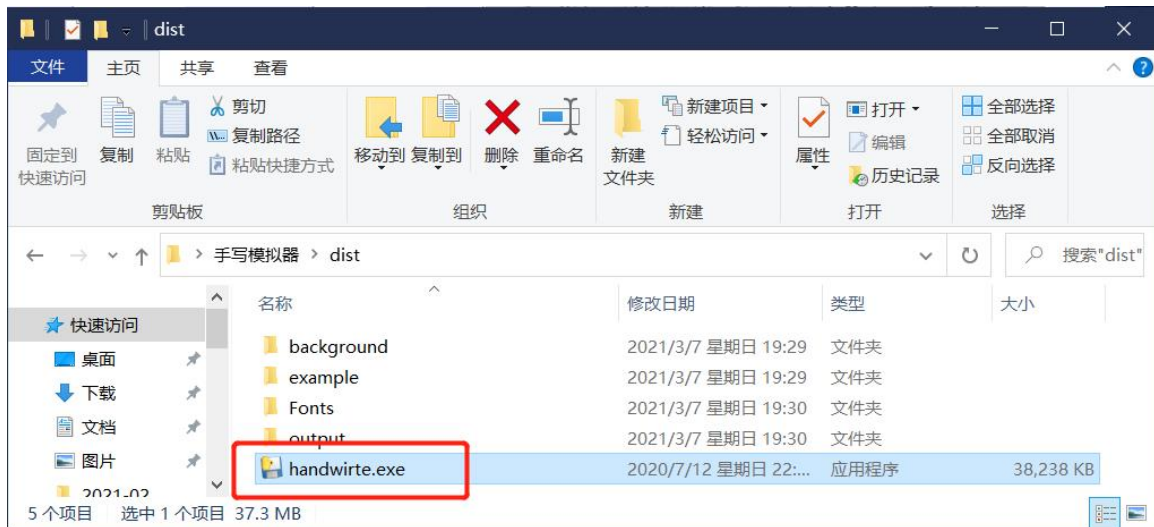 dist
文件 主页 共享 查看
剪切
复制路径
粘贴快捷方式
固定到
快速访问
复制
粘贴
移动到 复制到 删除 重命名
新建
文件夹
新建项目
轻松访问
属性
打开
编辑
历史记录
全部选择
全部取消
反向选择
剪贴板 组织 新建 打开 选择
手写模拟器 > dist
搜索"dist"
名称 修改日期 类型 大小
快速访问
桌面
下载
文档
图片
2021-02
background 2021/3/7 星期日 19:29 文件夹
example 2021/3/7 星期日 19:29 文件夹
Fonts 2021/3/7 星期日 19:30 文件夹
output 2021/3/7 星期日 19:30 文件夹
handwirte.exe 2020/7/12 星期日 22:... 应用程序 38,238 KB
5 个项目 选中 1 个项目 37.3 MB